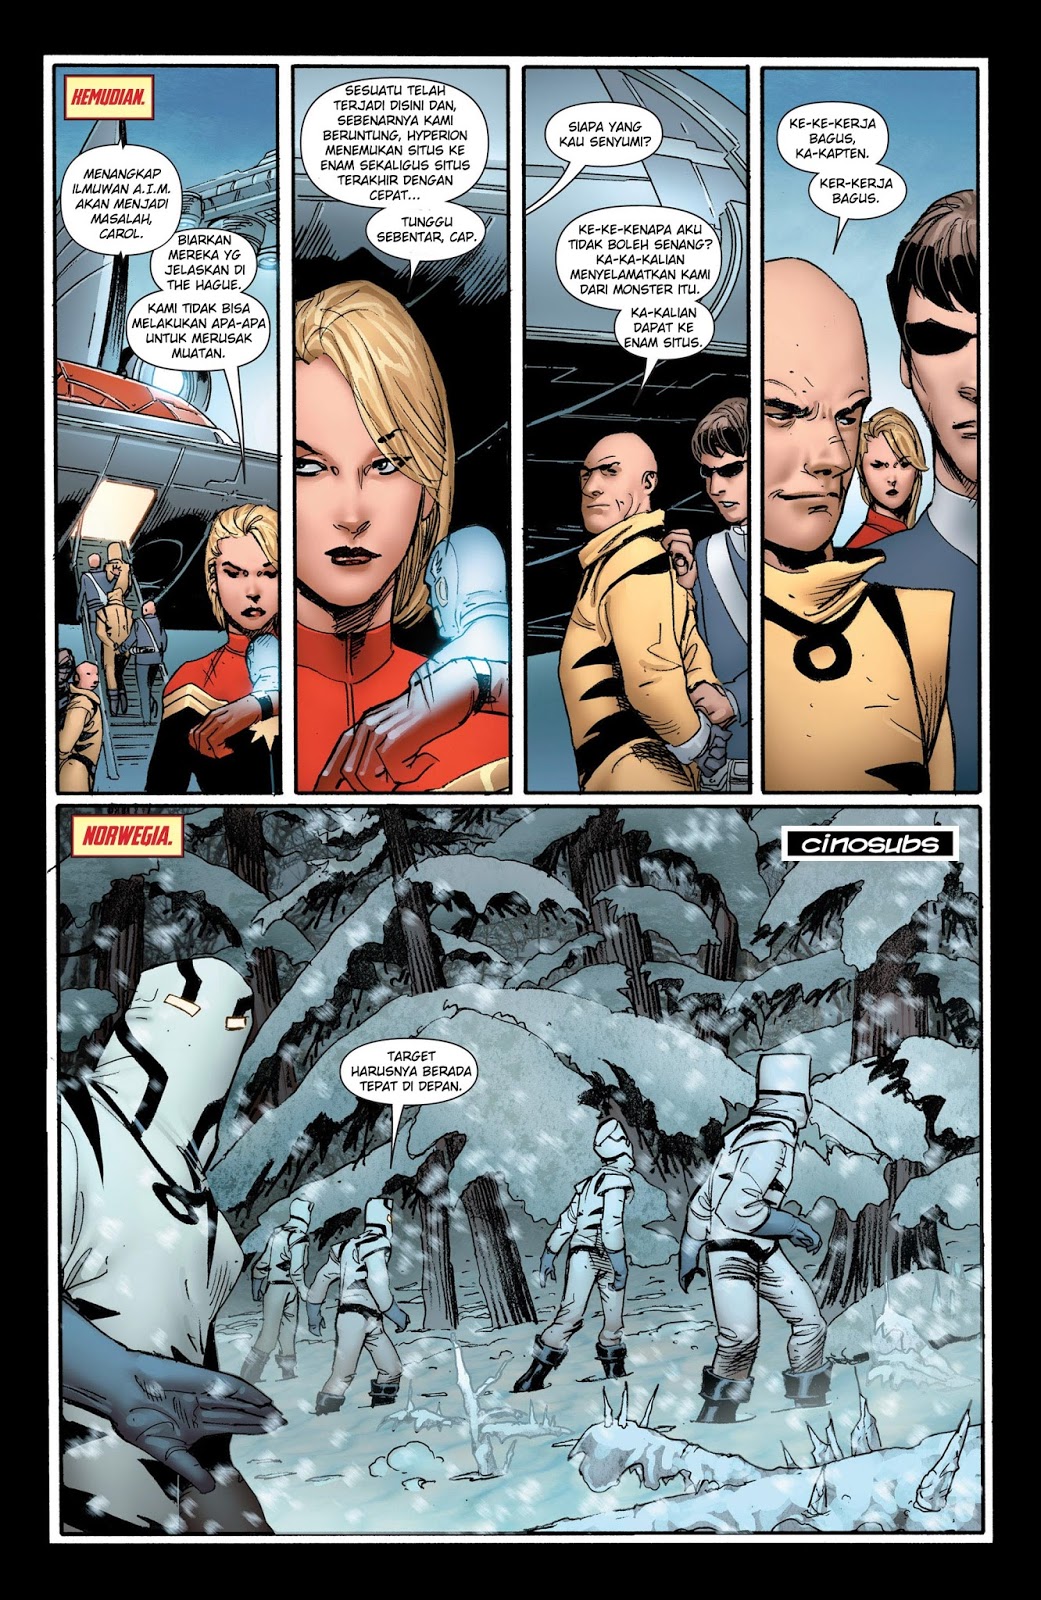 KEMUDIAN.
MENANGKAP
ILMUWAN A.I.M.
AKAN MENJADI
MASALAH,
CAROL.
BIARKAN
MEREKA YG
JELASKAN DI
THE HAGUE.
KAMI TIDAK BISA
MELAKUKAN APA-APA
UNTUK MERUSAK
MUATAN.
SESUATU TELAH
TERJADI DISINI DAN,
SEBENARNYA KAMI
BERUNTUNG, HYPERION
MENEMUKAN SITUS KE
ENAM SEKALIGUS SITUS
TERAKHIR DENGAN
CEPAT...
TUNGGU
SEBENTAR, CAP.
SIAPA YANG
KAU SENYUMI?
KE-KE-KENAPA AKU
TIDAK BOLEH SENANG?
KA-KA-KALIAN
MENYELAMATKAN KAMI
DARI MONSTER ITU.
KA-KALIAN
DAPAT KE
ENAM SITUS.
KE-KE-KERJA
BAGUS,
KA-KAPTEN.
KER-KERJA
BAGUS.
NORWEGIA.
cinosubs
TARGET
HARUSNYA BERADA
TEPAT DI DEPAN.